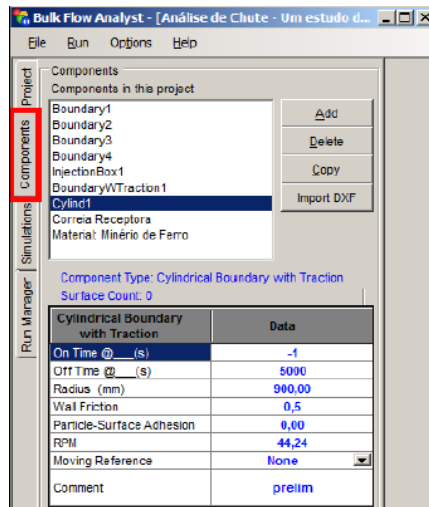 Bulk Flow Analyst - [Análise de Chute - Um estudo d...
File Run Options Help
Project
Components
Simulations
Run Manager
Components
Components in this project
Boundary1
Boundary2
Boundary3
Boundary4
InjectionBox1
BoundaryWTraction1
Cylind1
Correia Receptora
Material: Minério de Ferro
Add
Delete
Copy
Import DXF
Component Type: Cylindrical Boundary with Traction
Surface Count: 0
Cylindrical Boundary
with Traction Data
On Time @___(s) -1
Off Time @___(s) 5000
Radius (mm) 900,00
Wall Friction 0,5
Particle-Surface Adhesion 0,00
RPM 44,24
Moving Reference None
Comment prelim